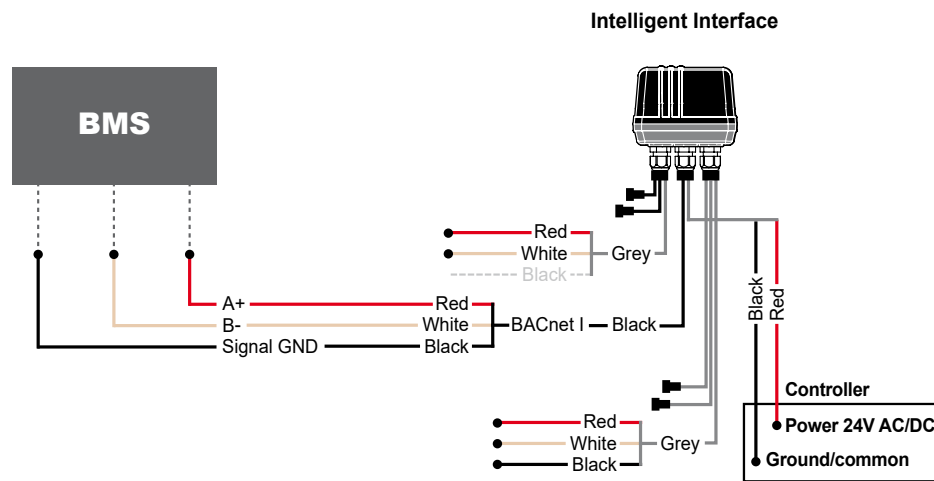 Intelligent Interface
BMS
Red
White
Grey
Black
A+
Red
B-
White
BACnet I
Black
Signal GND
Black
Black
Red
Controller
Power 24V AC/DC
Ground/common
Red
White
Grey
Black